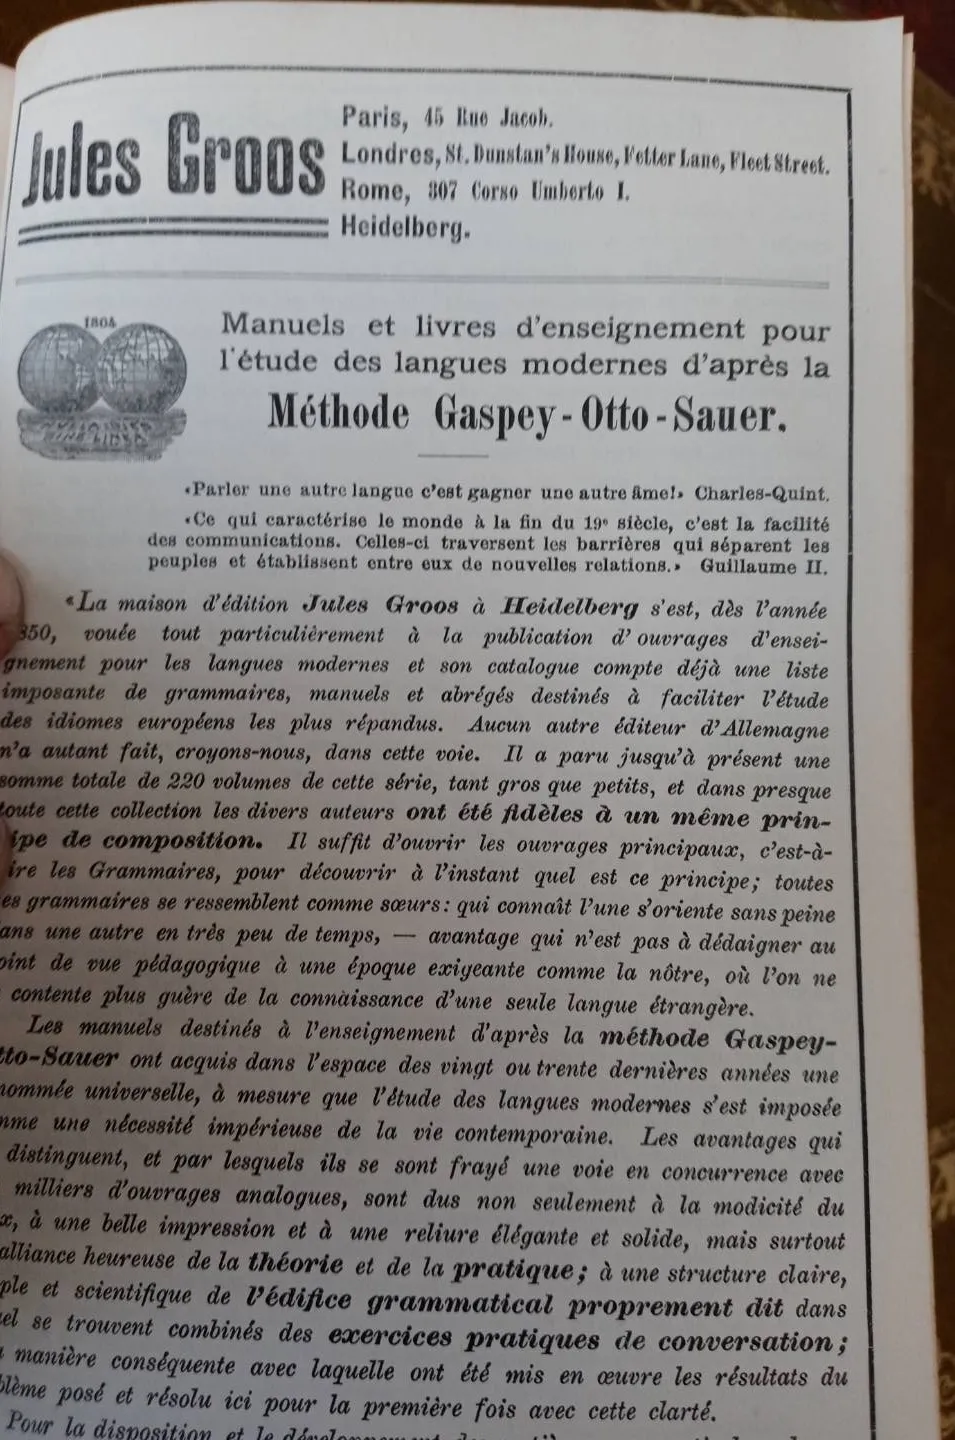 Jules Groos
Paris, 45 Rue Jacob.
Londres, St. Dunstan's House, Fetter Lane, Fleet Street.
Rome, 307 Corso Umberto I.
Heidelberg.
1804
Manuels et livres d'enseignement pour
l'étude des langues modernes d'après la
Méthode Gaspey-Otto-Sauer.
«Parler une autre langue c'est gagner une autre âme!» Charles-Quint.
«Ce qui caractérise le monde à la fin du 19e siècle, c'est la facilité
des communications. Celles-ci traversent les barrières qui séparent les
peuples et établissent entre eux de nouvelles relations.» Guillaume II.
«La maison d'édition Jules Groos à Heidelberg s'est, dès l'année
850, vouée tout particulièrement à la publication d'ouvrages d'ensei-
gnement pour les langues modernes et son catalogue compte déjà une liste
imposante de grammaires, manuels et abrégés destinés à faciliter l'étude
des idiomes européens les plus répandus. Aucun autre éditeur d'Allemagne
n'a autant fait, croyons-nous, dans cette voie. Il a paru jusqu'à présent une
somme totale de 220 volumes de cette série, tant gros que petits, et dans presque
toute cette collection les divers auteurs ont été fidèles à un même prin-
ipe de composition. Il suffit d'ouvrir les ouvrages principaux, c'est-à-
ire les Grammaires, pour découvrir à l'instant quel est ce principe; toutes
es grammaires se ressemblent comme sœurs: qui connaît l'une s'oriente sans peine
ans une autre en très peu de temps, — avantage qui n'est pas à dédaigner au
oint de vue pédagogique à une époque exigeante comme la nôtre, où l'on ne
contente plus guère de la connaissance d'une seule langue étrangère.
Les manuels destinés à l'enseignement d'après la méthode Gaspey-
tto-Sauer ont acquis dans l'espace des vingt ou trente dernières années une
nommée universelle, à mesure que l'étude des langues modernes s'est imposée
mme une nécessité impérieuse de la vie contemporaine. Les avantages qui
distinguent, et par lesquels ils se sont frayé une voie en concurrence avec
milliers d'ouvrages analogues, sont dus non seulement à la modicité du
x, à une belle impression et à une reliure élégante et solide, mais surtout
alliance heureuse de la théorie et de la pratique; à une structure claire,
ple et scientifique de l'édifice grammatical proprement dit dans
el se trouvent combinés des exercices pratiques de conversation;
manière conséquente avec laquelle ont été mis en œuvre les résultats du
blème posé et résolu ici pour la première fois avec cette clarté.
Pour la disposition et le